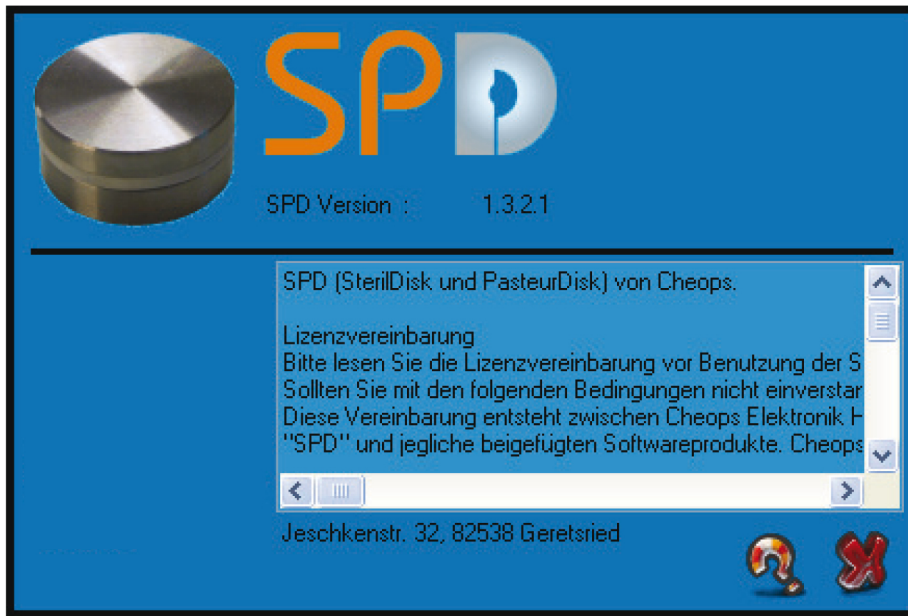 SPD
SPD Version : 1.3.2.1
SPD (SterilDisk und PasteurDisk) von Cheops.
Lizenzvereinbarung
Bitte lesen Sie die Lizenzvereinbarung vor Benutzung der S
Sollten Sie mit den folgenden Bedingungen nicht einverstar
Diese Vereinbarung entsteht zwischen Cheops Elektronik H
"SPD" und jegliche beigefügten Softwareprodukte. Cheops
Jeschkenstr. 32, 82538 Geretsried